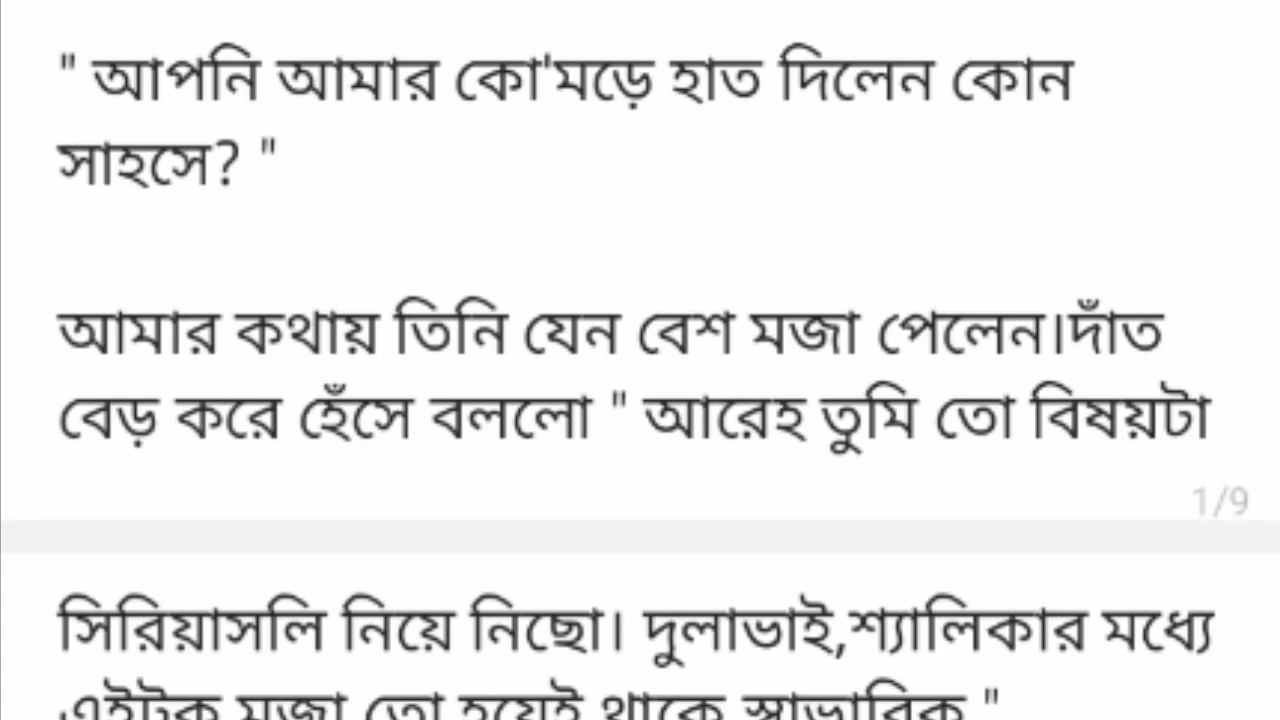 " আপনি আমার কো'মড়ে হাত দিলেন কোন
সাহসে? "
আমার কথায় তিনি যেন বেশ মজা পেলেন।দাঁত
বেড় করে হেঁসে বললো " আরেহ তুমি তো বিষয়টা
1/9
সিরিয়াসলি নিয়ে নিছো। দুলাভাই,শ্যালিকার মধ্যে
এইটুক মজা তো হয়েই থাকে স্বাভাবিক "